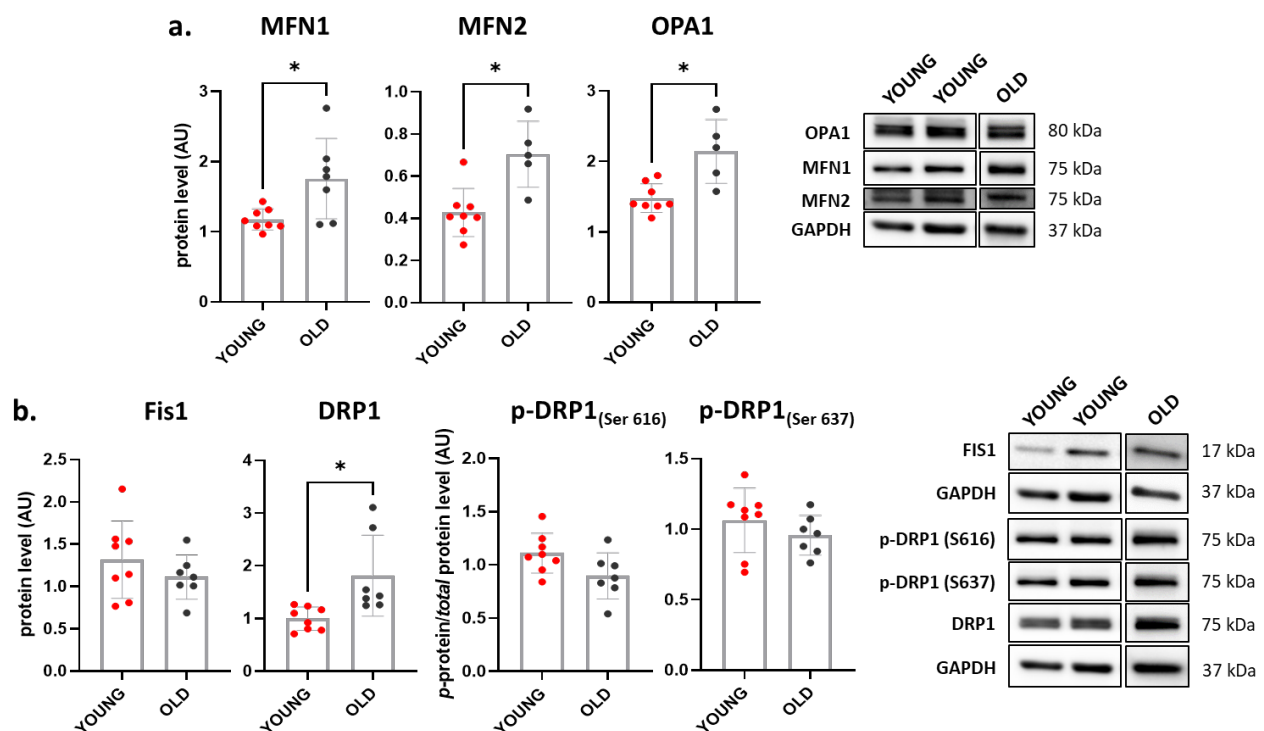 a.
MFN1
MFN2
OPA1
*
*
*
protein level (AU)
3
2
1
0
1.0
0.8
0.6
0.4
0.2
0.0
3
2
1
0
YOUNG
OLD
YOUNG
OLD
YOUNG
OLD
YOUNG
YOUNG
OLD
OPA1
80 kDa
MFN1
75 kDa
MFN2
75 kDa
GAPDH
37 kDa
b.
Fis1
DRP1
p-DRP1(Ser 616)
p-DRP1(Ser 637)
*
protein level (AU)
2.5
2.0
1.5
1.0
0.5
0.0
4
3
2
1
0
p-protein/total protein level (AU)
2.0
1.5
1.0
0.5
0.0
1.5
1.0
0.5
0.0
YOUNG
OLD
YOUNG
OLD
YOUNG
OLD
YOUNG
OLD
YOUNG
YOUNG
OLD
FIS1
17 kDa
GAPDH
37 kDa
p-DRP1 (S616)
75 kDa
p-DRP1 (S637)
75 kDa
DRP1
75 kDa
GAPDH
37 kDa